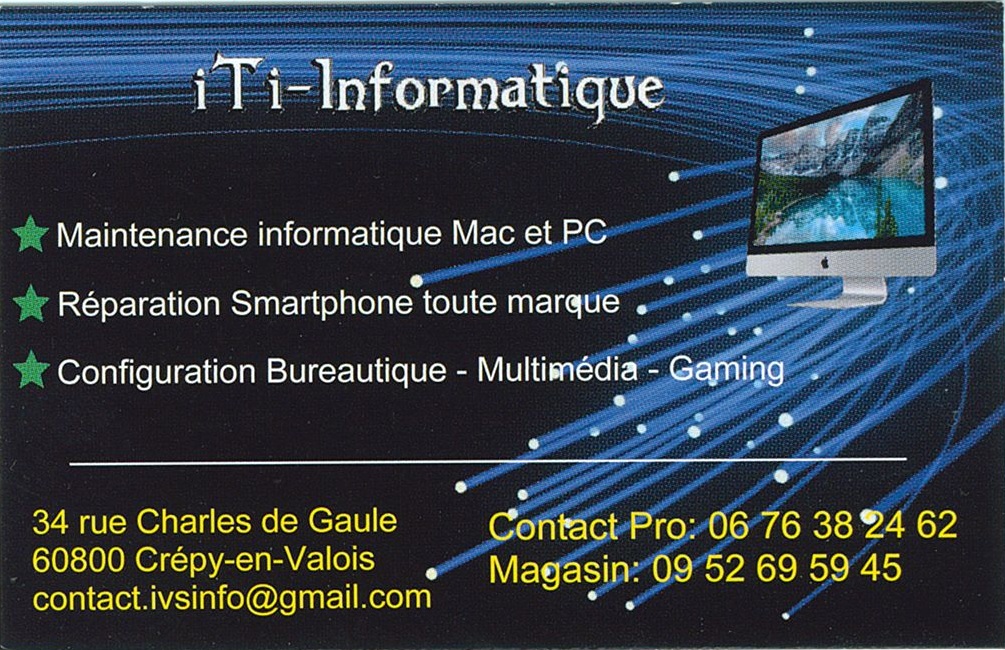 iTi-Informatique
Maintenance informatique Mac et PC
Réparation Smartphone toute marque
Configuration Bureautique - Multimédia - Gaming
34 rue Charles de Gaule
60800 Crépy-en-Valois
contact.ivsinfo@gmail.com
Contact Pro: 06 76 38 24 62
Magasin: 09 52 69 59 45